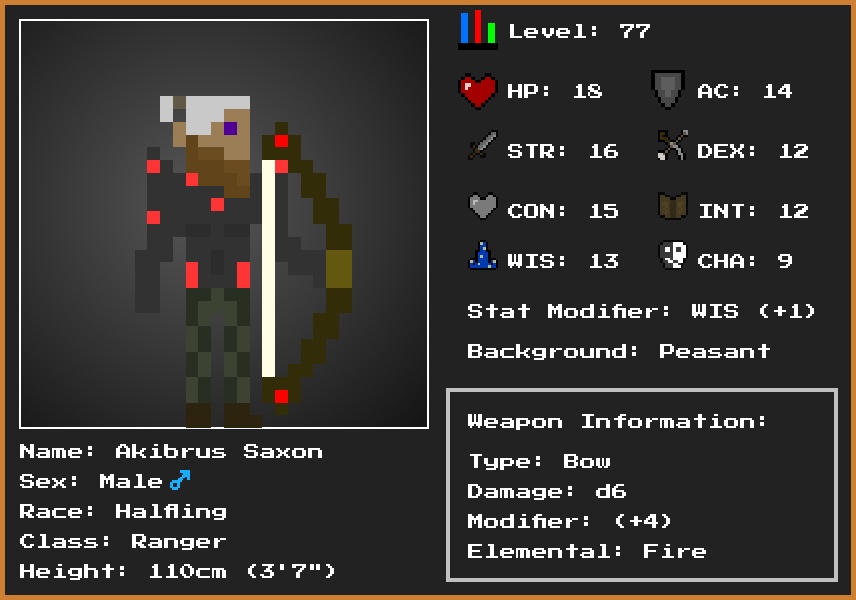 Level: 77
HP: 18
AC: 14
STR: 16
DEX: 12
CON: 15
INT: 12
WIS: 13
CHA: 9
Stat Modifier: WIS (+1)
Background: Peasant
Name: Akibrus Saxon
Sex: Male ♂
Race: Halfling
Class: Ranger
Height: 110cm (3'7")
Weapon Information:
Type: Bow
Damage: d6
Modifier: (+4)
Elemental: Fire